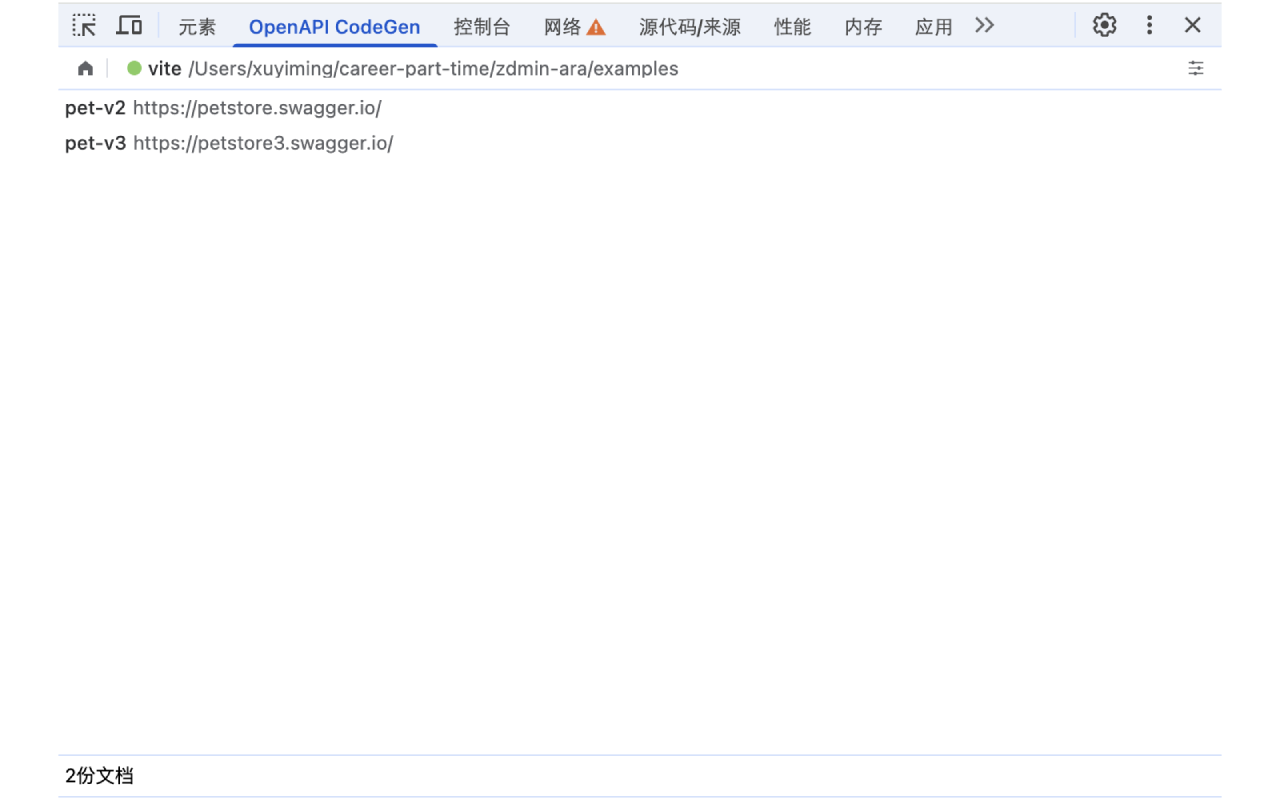 元素 OpenAPI CodeGen 控制台 网络 源代码/来源 性能 内存 应用
vite /Users/xuyiming/career-part-time/zdmin-ara/examples
pet-v2 https://petstore.swagger.io/
pet-v3 https://petstore3.swagger.io/
2份文档